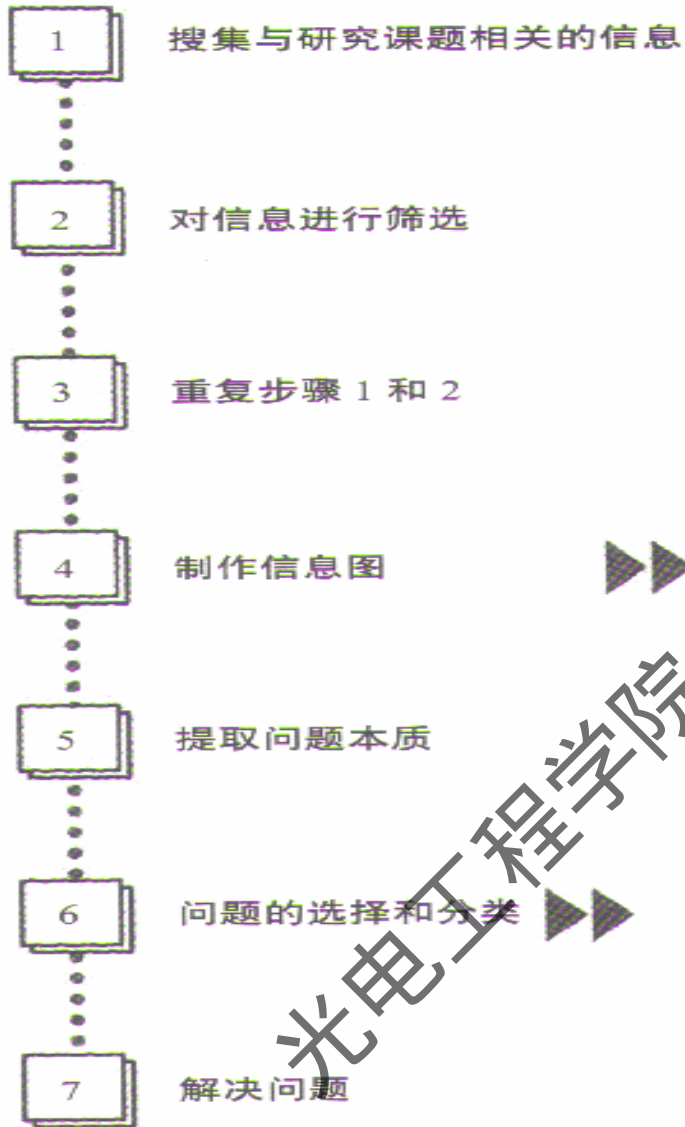 1 搜集与研究课题相关的信息
2 对信息进行筛选
3 重复步骤 1 和 2
4 制作信息图
5 提取问题本质
6 问题的选择和分类
7 解决问题
光电工程学院